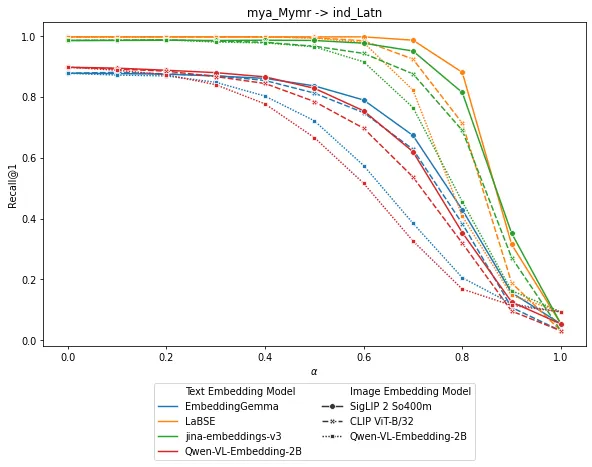 mya_Mymr -> ind_Latn
Recall@1
1.0
0.8
0.6
0.4
0.2
0.0
0.0 0.2 0.4 0.6 0.8 1.0
α
Text Embedding Model
EmbeddingGemma
LaBSE
jina-embeddings-v3
Qwen-VL-Embedding-2B
Image Embedding Model
SigLIP 2 So400m
CLIP ViT-B/32
Qwen-VL-Embedding-2B